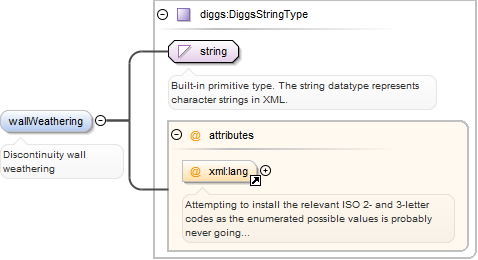 diggs:DiggsStringType
string
Built-in primitive type. The string datatype represents
character strings in XML.
wallWeathering
Discontinuity wall
weathering
@ attributes
@ xml:lang
Attempting to install the relevant ISO 2- and 3-letter
codes as the enumerated possible values is probably
never going...